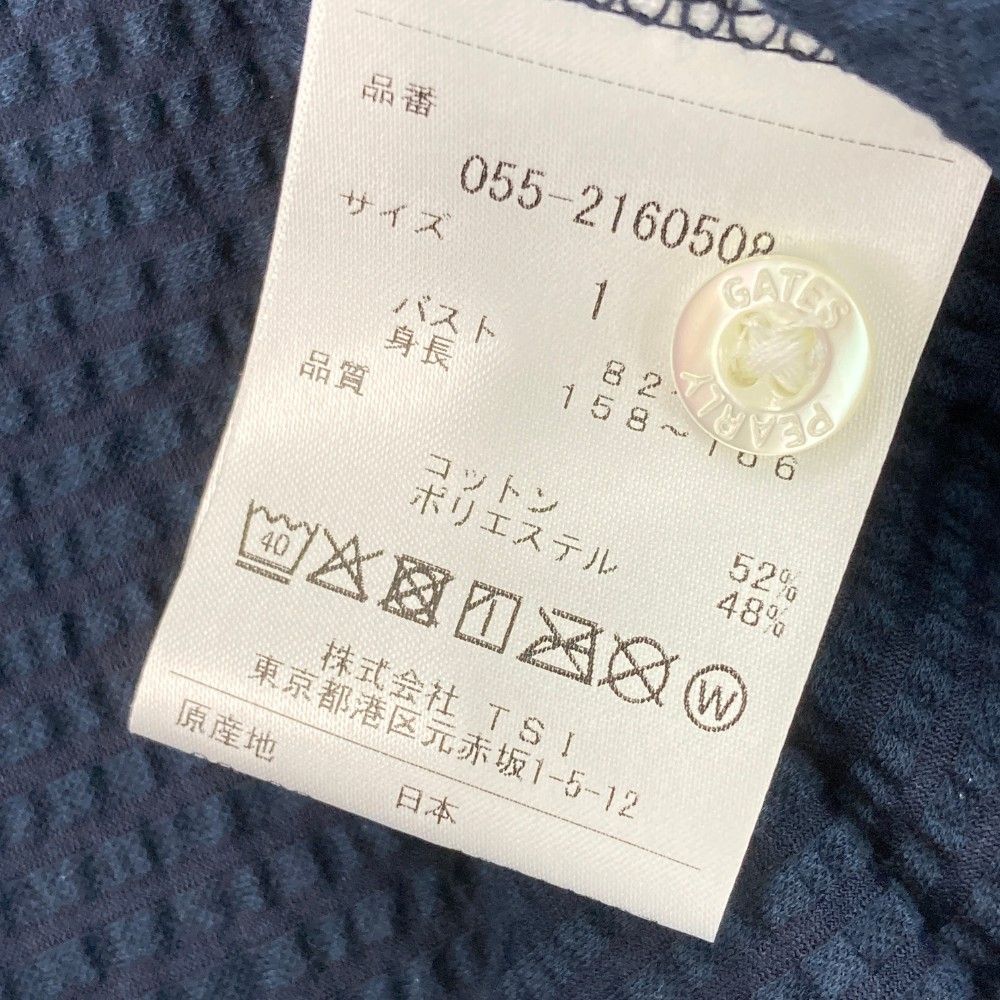 品番
055-2160508
サイズ
1
バスト 82
身長 158～166
品質
コットン 52%
ポリエステル 48%
40
1
W
株式会社 TSI
東京都港区元赤坂1-5-12
原産地
日本
GATES
PEARLY